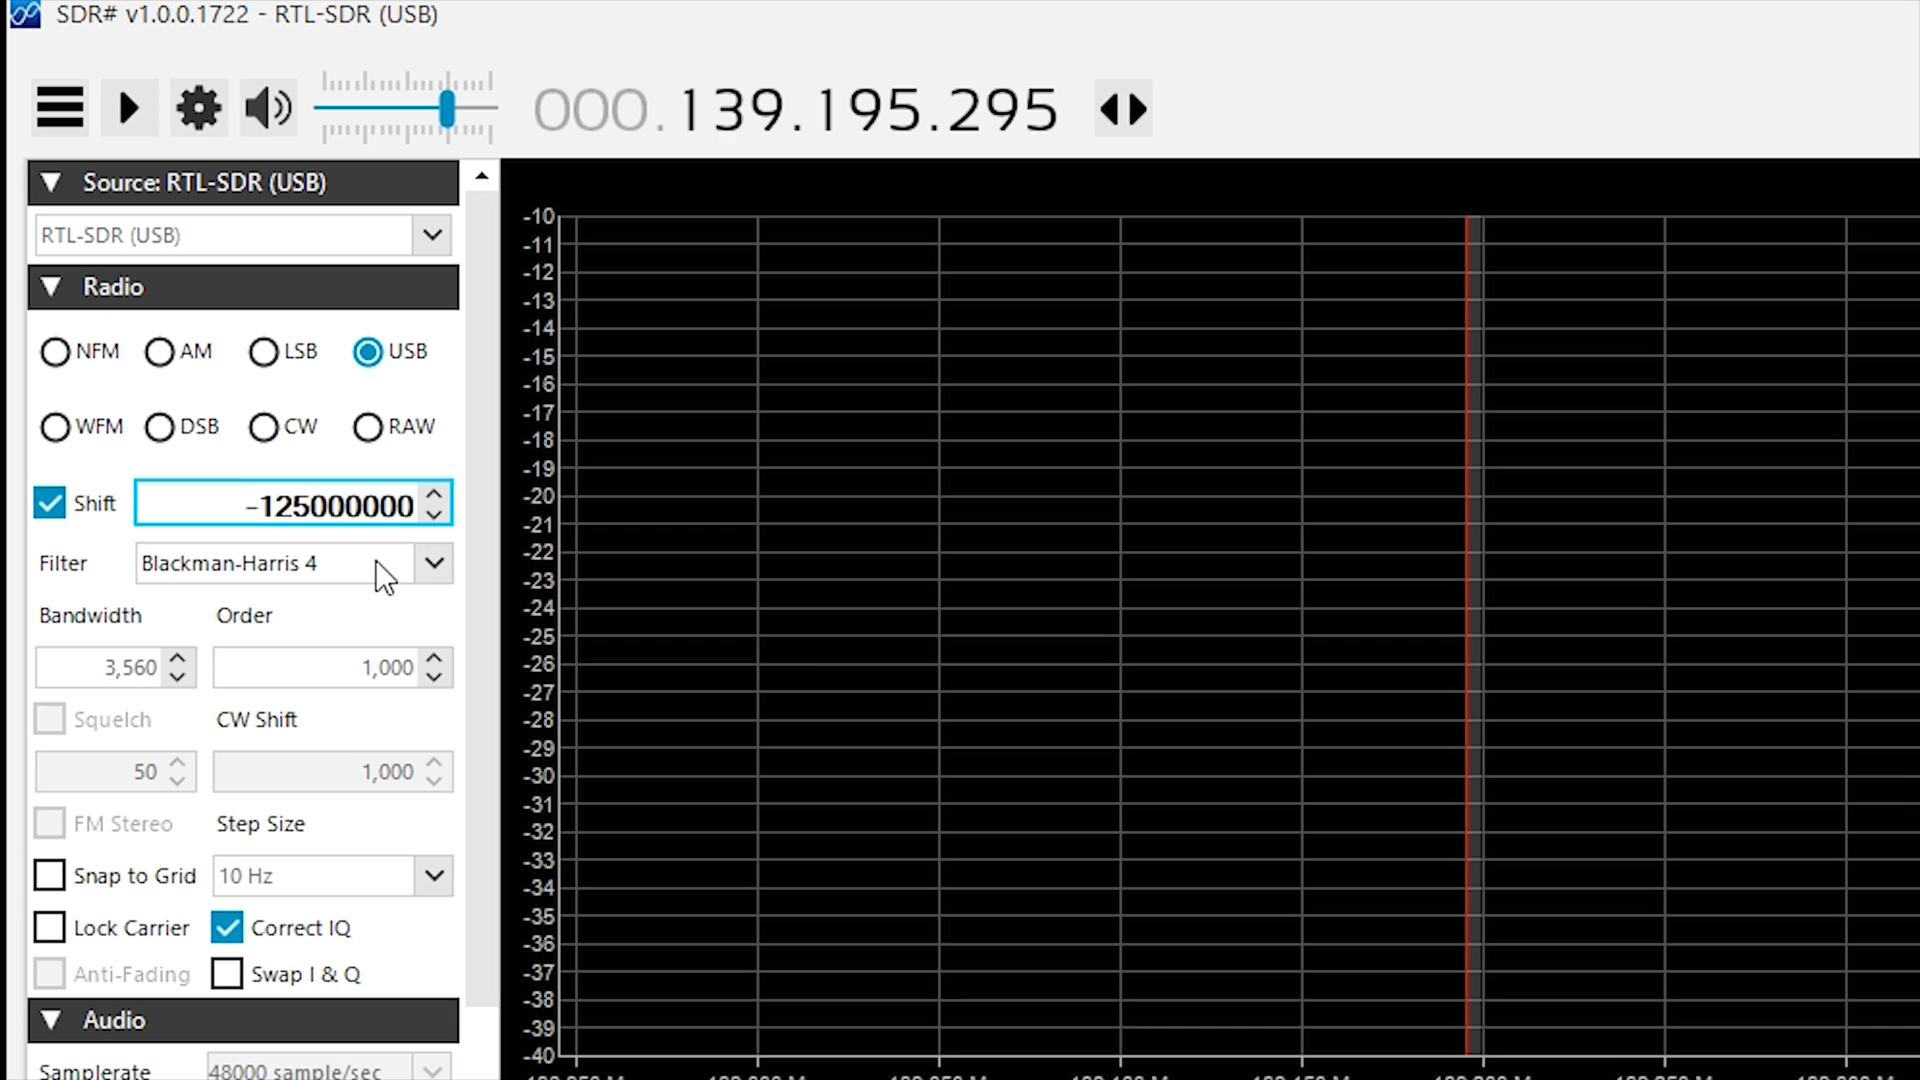 SDR# v1.0.0.1722 - RTL-SDR (USB)
000.139.195.295
Source: RTL-SDR (USB)
RTL-SDR (USB)
Radio
NFM AM LSB USB
WFM DSB CW RAW
Shift -125000000
Filter Blackman-Harris 4
Bandwidth Order
3,560 1,000
Squelch CW Shift
50 1,000
FM Stereo Step Size
Snap to Grid 10 Hz
Lock Carrier Correct IQ
Anti-Fading Swap I & Q
Audio
Samplerate 48000 sample/sec
-10
-11
-12
-13
-14
-15
-16
-17
-18
-19
-20
-21
-22
-23
-24
-25
-26
-27
-28
-29
-30
-31
-32
-33
-34
-35
-36
-37
-38
-39
-40